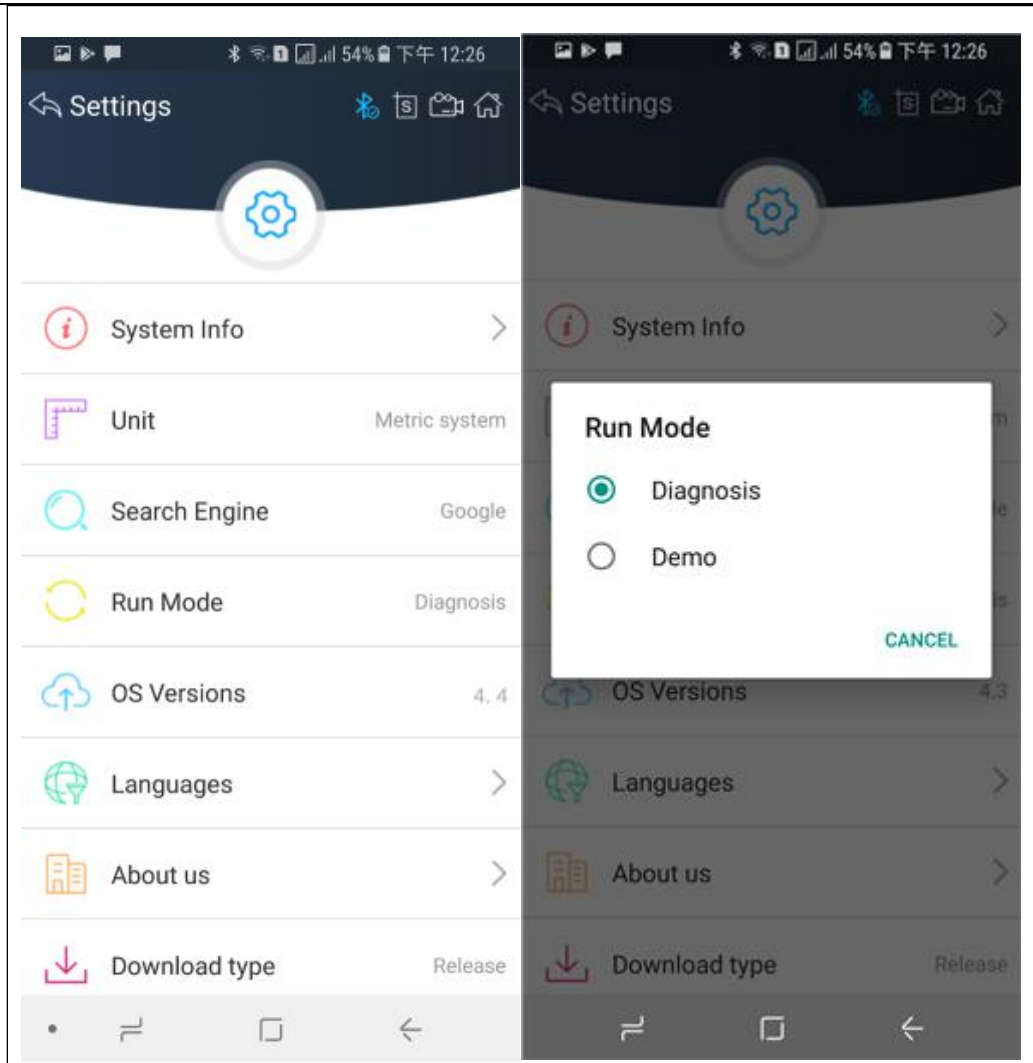 54% 下午 12:26
Settings
System Info
Unit Metric system
Search Engine Google
Run Mode Diagnosis
OS Versions 4. 4
Languages
About us
Download type Release
54% 下午 12:26
Settings
System Info
Run Mode
Diagnosis
Demo
CANCEL
OS Versions 4.3
Languages
About us
Download type Release